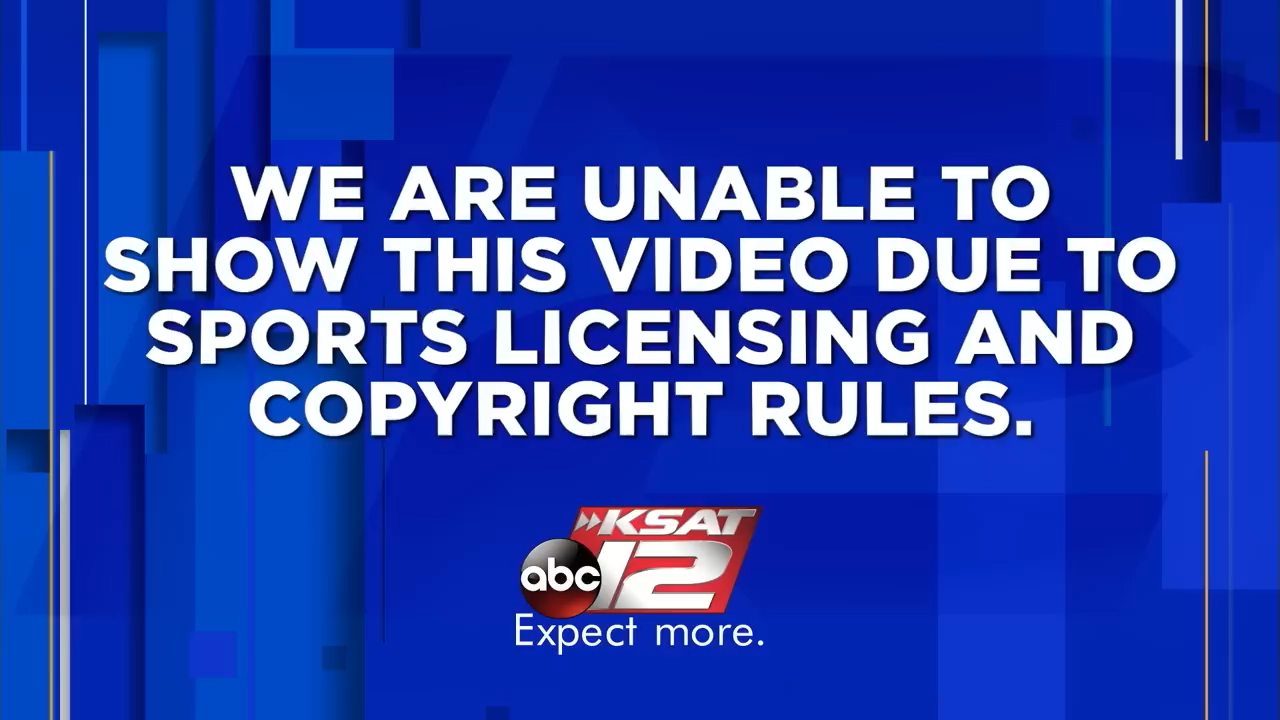 WE ARE UNABLE TO
SHOW THIS VIDEO DUE TO
SPORTS LICENSING AND
COPYRIGHT RULES.
KSAT
abc 12
Expect more.